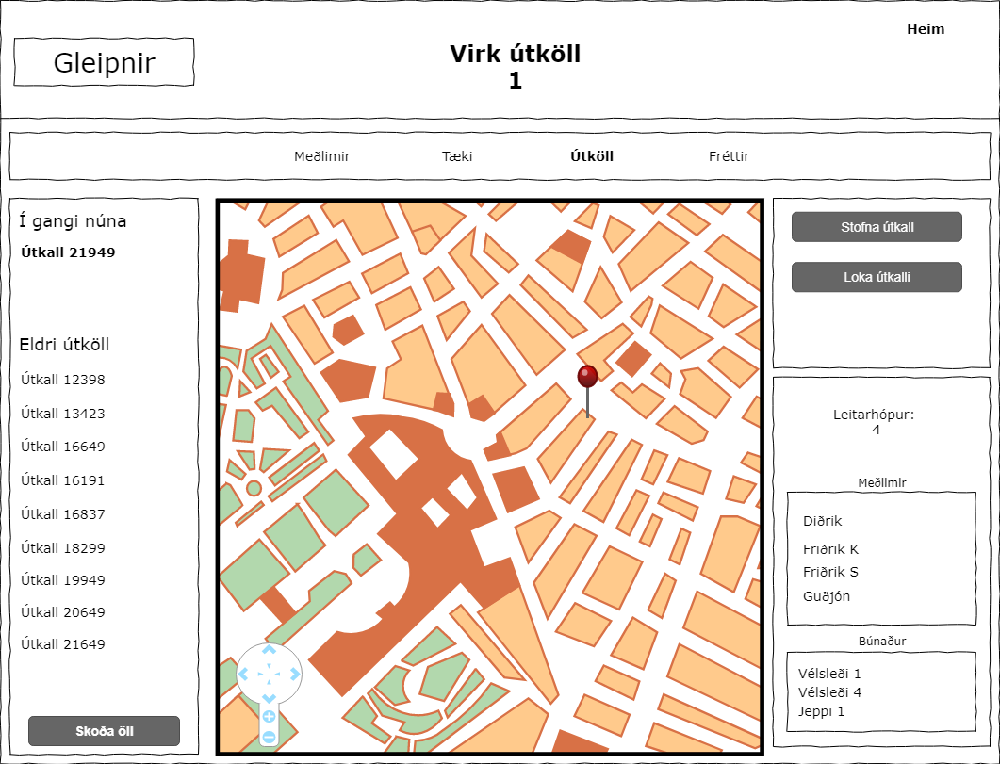 Heim
Gleipnir
Virk útköll
1
Meðlimir
Tæki
Útköll
Fréttir
Í gangi núna
Útkall 21949
Eldri útköll
Útkall 12398
Útkall 13423
Útkall 16649
Útkall 16191
Útkall 16837
Útkall 18299
Útkall 19949
Útkall 20649
Útkall 21649
Skoða öll
Stofna útkall
Loka útkalli
Leitarhópur:
4
Meðlimir
Diðrik
Friðrik K
Friðrik S
Guðjón
Búnaður
Vélsleði 1
Vélsleði 4
Jeppi 1